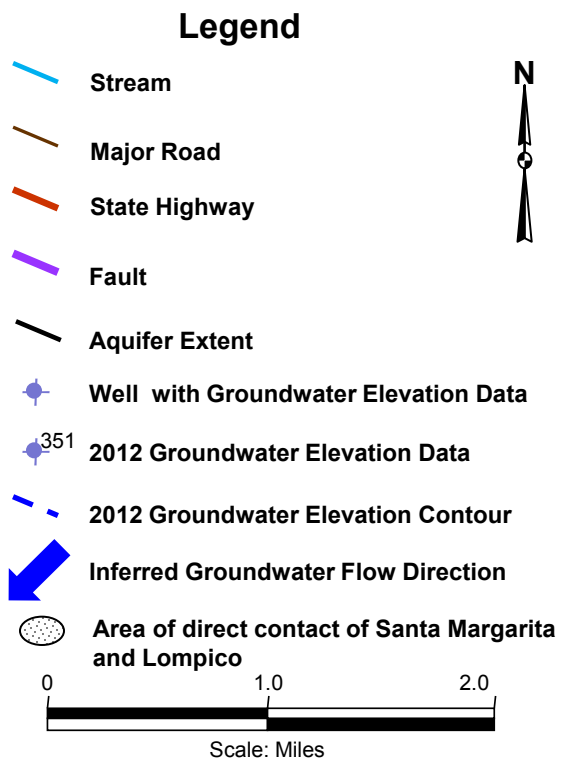 Legend
N
Stream
Major Road
State Highway
Fault
Aquifer Extent
Well with Groundwater Elevation Data
351
2012 Groundwater Elevation Data
2012 Groundwater Elevation Contour
Inferred Groundwater Flow Direction
Area of direct contact of Santa Margarita
and Lompico
0 1.0 2.0
Scale: Miles